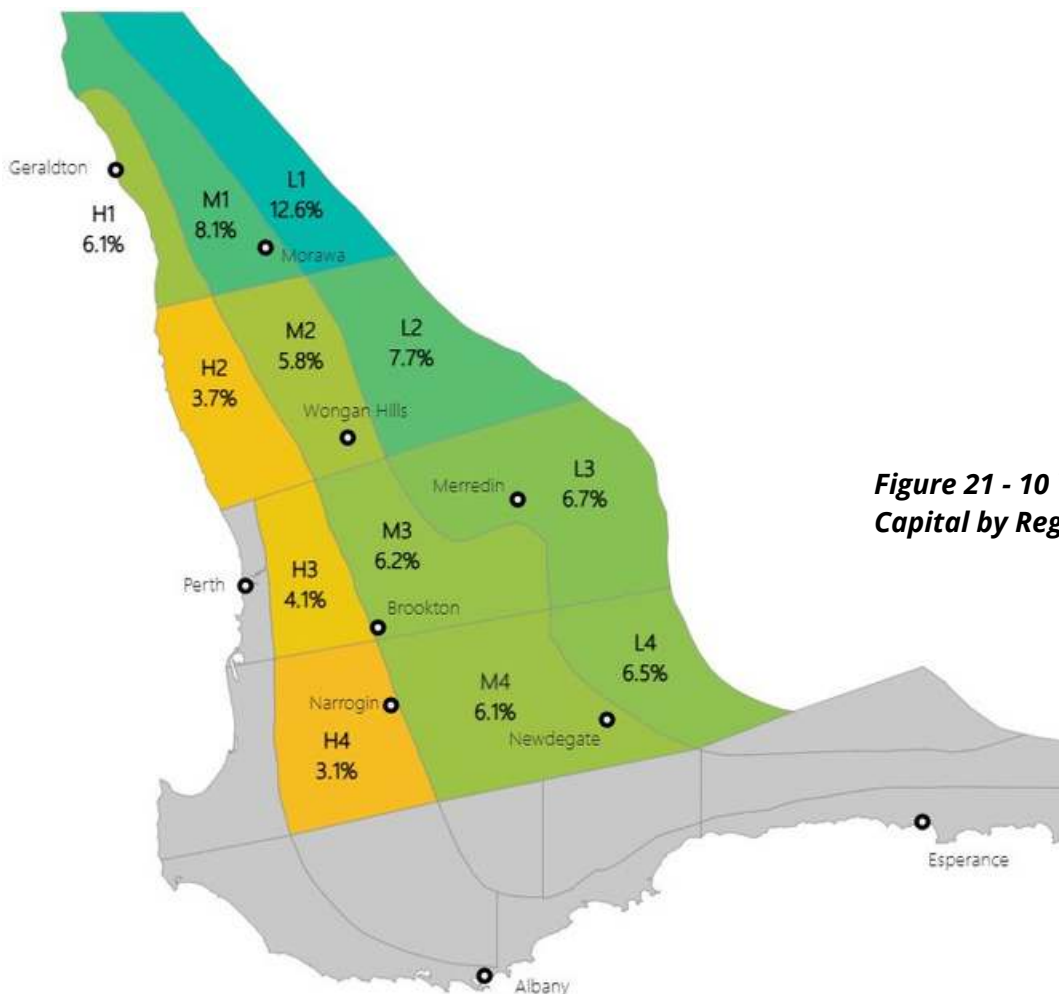 Geraldton
H1
6.1%
M1
8.1%
L1
12.6%
Morawa
H2
3.7%
M2
5.8%
L2
7.7%
Wongan Hills
Merredin
L3
6.7%
Figure 21 - 10
Capital by Reg
M3
6.2%
Perth
H3
4.1%
Brookton
L4
6.5%
Narrogin
M4
6.1%
Newdegate
H4
3.1%
Esperance
Albany